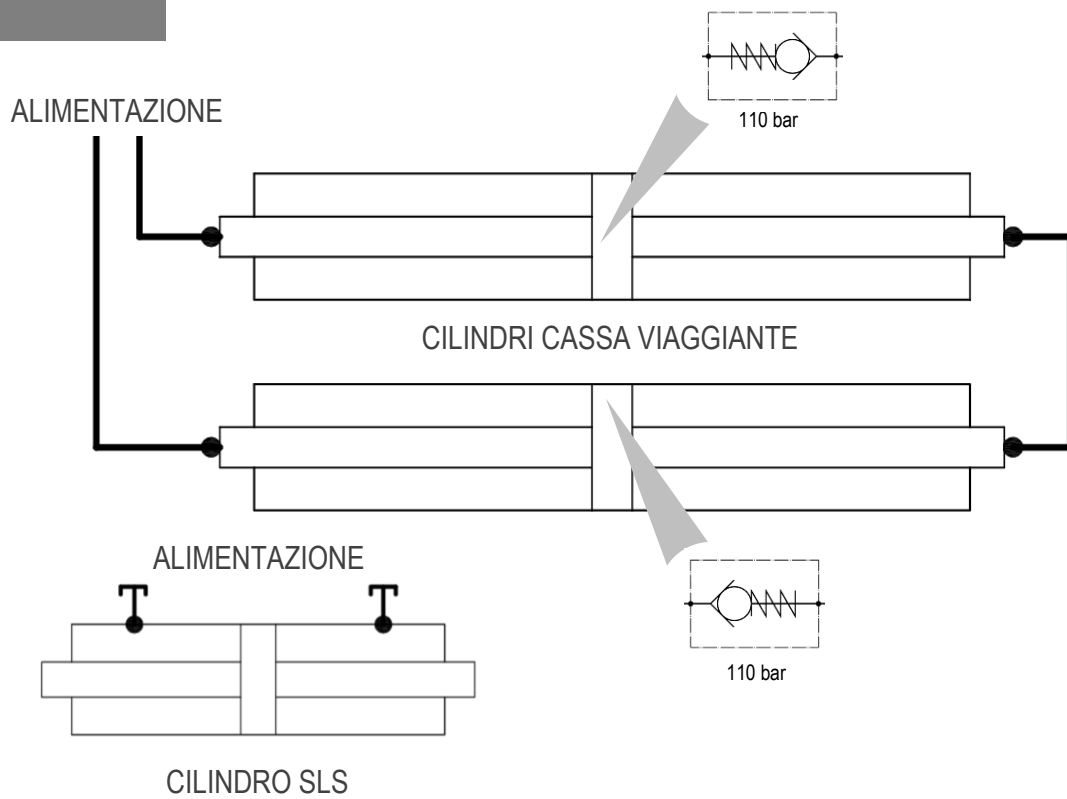 110 bar
ALIMENTAZIONE
CILINDRI CASSA VIAGGIANTE
ALIMENTAZIONE
110 bar
CILINDRO SLS